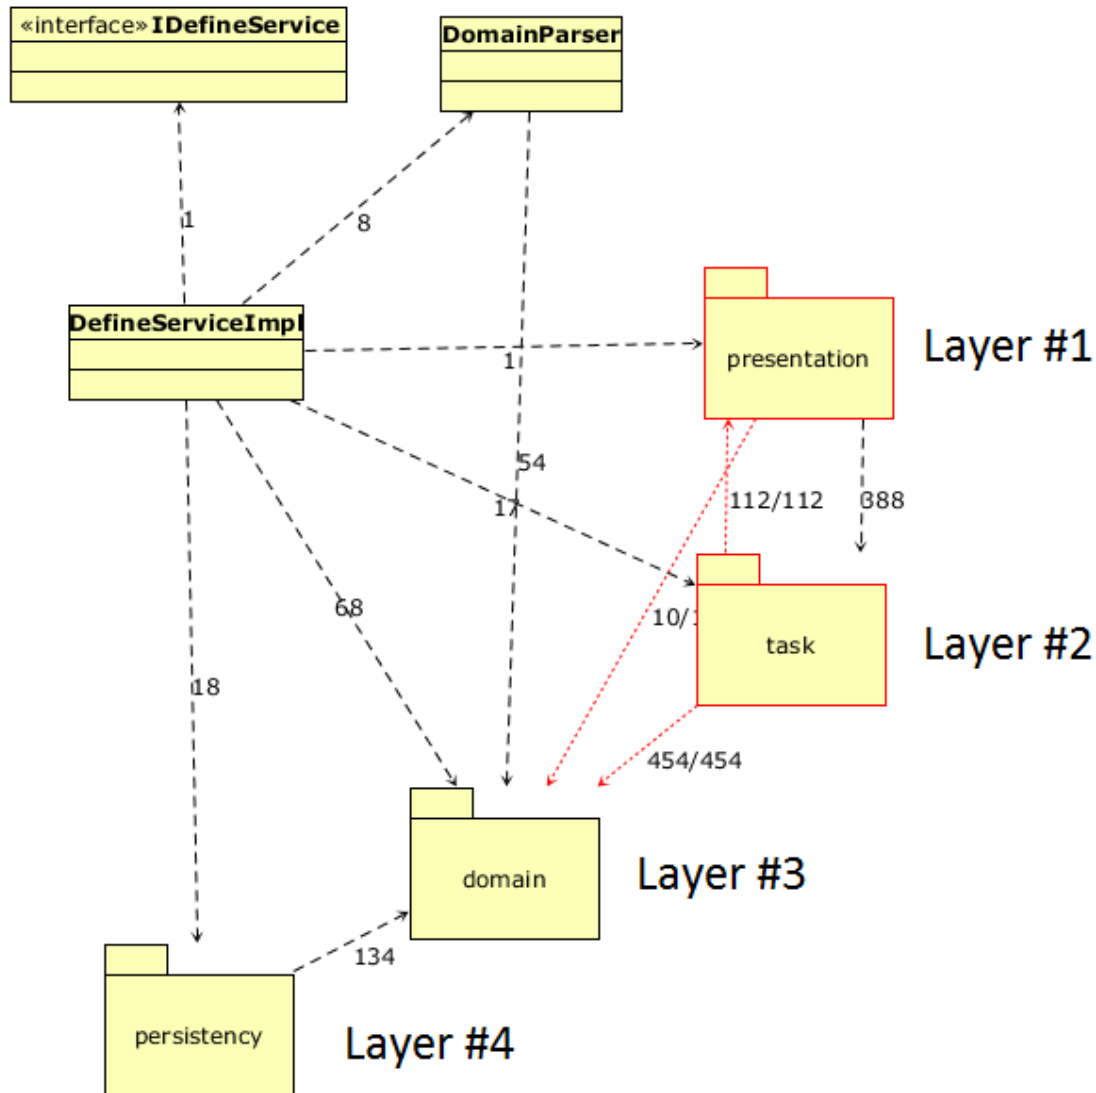 «interface» IDefineService
DomainParser
1
8
DefineServiceImpl
1
presentation
Layer #1
54
17
112/112
388
68
10/
task
Layer #2
18
454/454
domain
Layer #3
134
persistency
Layer #4